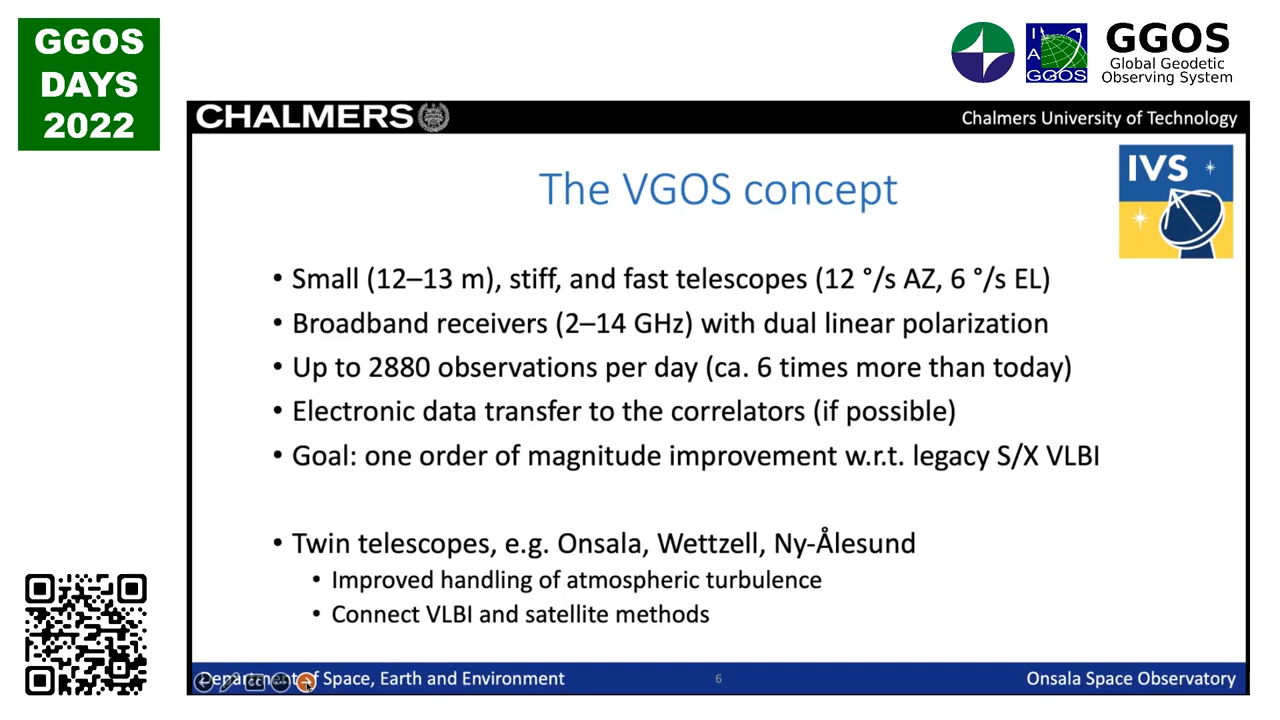 GGOS
DAYS
2022
GGOS
Global Geodetic
Observing System
I
A
GGOS
CHALMERS
Chalmers University of Technology
IVS
The VGOS concept
• Small (12–13 m), stiff, and fast telescopes (12 °/s AZ, 6 °/s EL)
• Broadband receivers (2–14 GHz) with dual linear polarization
• Up to 2880 observations per day (ca. 6 times more than today)
• Electronic data transfer to the correlators (if possible)
• Goal: one order of magnitude improvement w.r.t. legacy S/X VLBI
• Twin telescopes, e.g. Onsala, Wettzell, Ny-Ålesund
• Improved handling of atmospheric turbulence
• Connect VLBI and satellite methods
Department of Space, Earth and Environment
6
Onsala Space Observatory